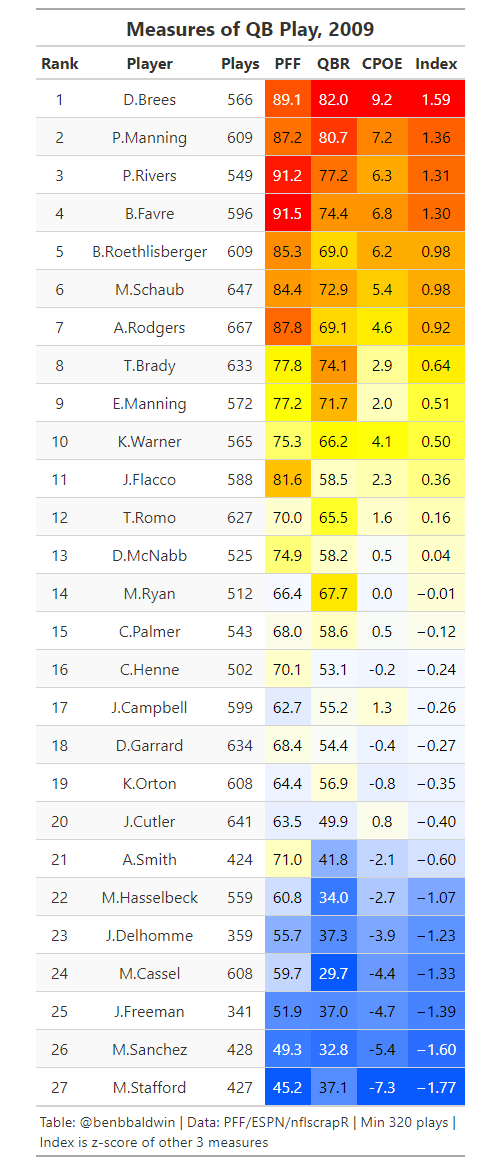 Measures of QB Play, 2009
Rank Player Plays PFF QBR CPOE Index
1 D.Brees 566 89.1 82.0 9.2 1.59
2 P.Manning 609 87.2 80.7 7.2 1.36
3 P.Rivers 549 91.2 77.2 6.3 1.31
4 B.Favre 596 91.5 74.4 6.8 1.30
5 B.Roethlisberger 609 85.3 69.0 6.2 0.98
6 M.Schaub 647 84.4 72.9 5.4 0.98
7 A.Rodgers 667 87.8 69.1 4.6 0.92
8 T.Brady 633 77.8 74.1 2.9 0.64
9 E.Manning 572 77.2 71.7 2.0 0.51
10 K.Warner 565 75.3 66.2 4.1 0.50
11 J.Flacco 588 81.6 58.5 2.3 0.36
12 T.Romo 627 70.0 65.5 1.6 0.16
13 D.McNabb 525 74.9 58.2 0.5 0.04
14 M.Ryan 512 66.4 67.7 0.0 −0.01
15 C.Palmer 543 68.0 58.6 0.5 −0.12
16 C.Henne 502 70.1 53.1 -0.2 −0.24
17 J.Campbell 599 62.7 55.2 1.3 −0.26
18 D.Garrard 634 68.4 54.4 -0.4 −0.27
19 K.Orton 608 64.4 56.9 -0.8 −0.35
20 J.Cutler 641 63.5 49.9 0.8 −0.40
21 A.Smith 424 71.0 41.8 -2.1 −0.60
22 M.Hasselbeck 559 60.8 34.0 -2.7 −1.07
23 J.Delhomme 359 55.7 37.3 -3.9 −1.23
24 M.Cassel 608 59.7 29.7 -4.4 −1.33
25 J.Freeman 341 51.9 37.0 -4.7 −1.39
26 M.Sanchez 428 49.3 32.8 -5.4 −1.60
27 M.Stafford 427 45.2 37.1 -7.3 −1.77
Table: @benbbaldwin | Data: PFF/ESPN/nflscrapR | Min 320 plays |
Index is z-score of other 3 measures